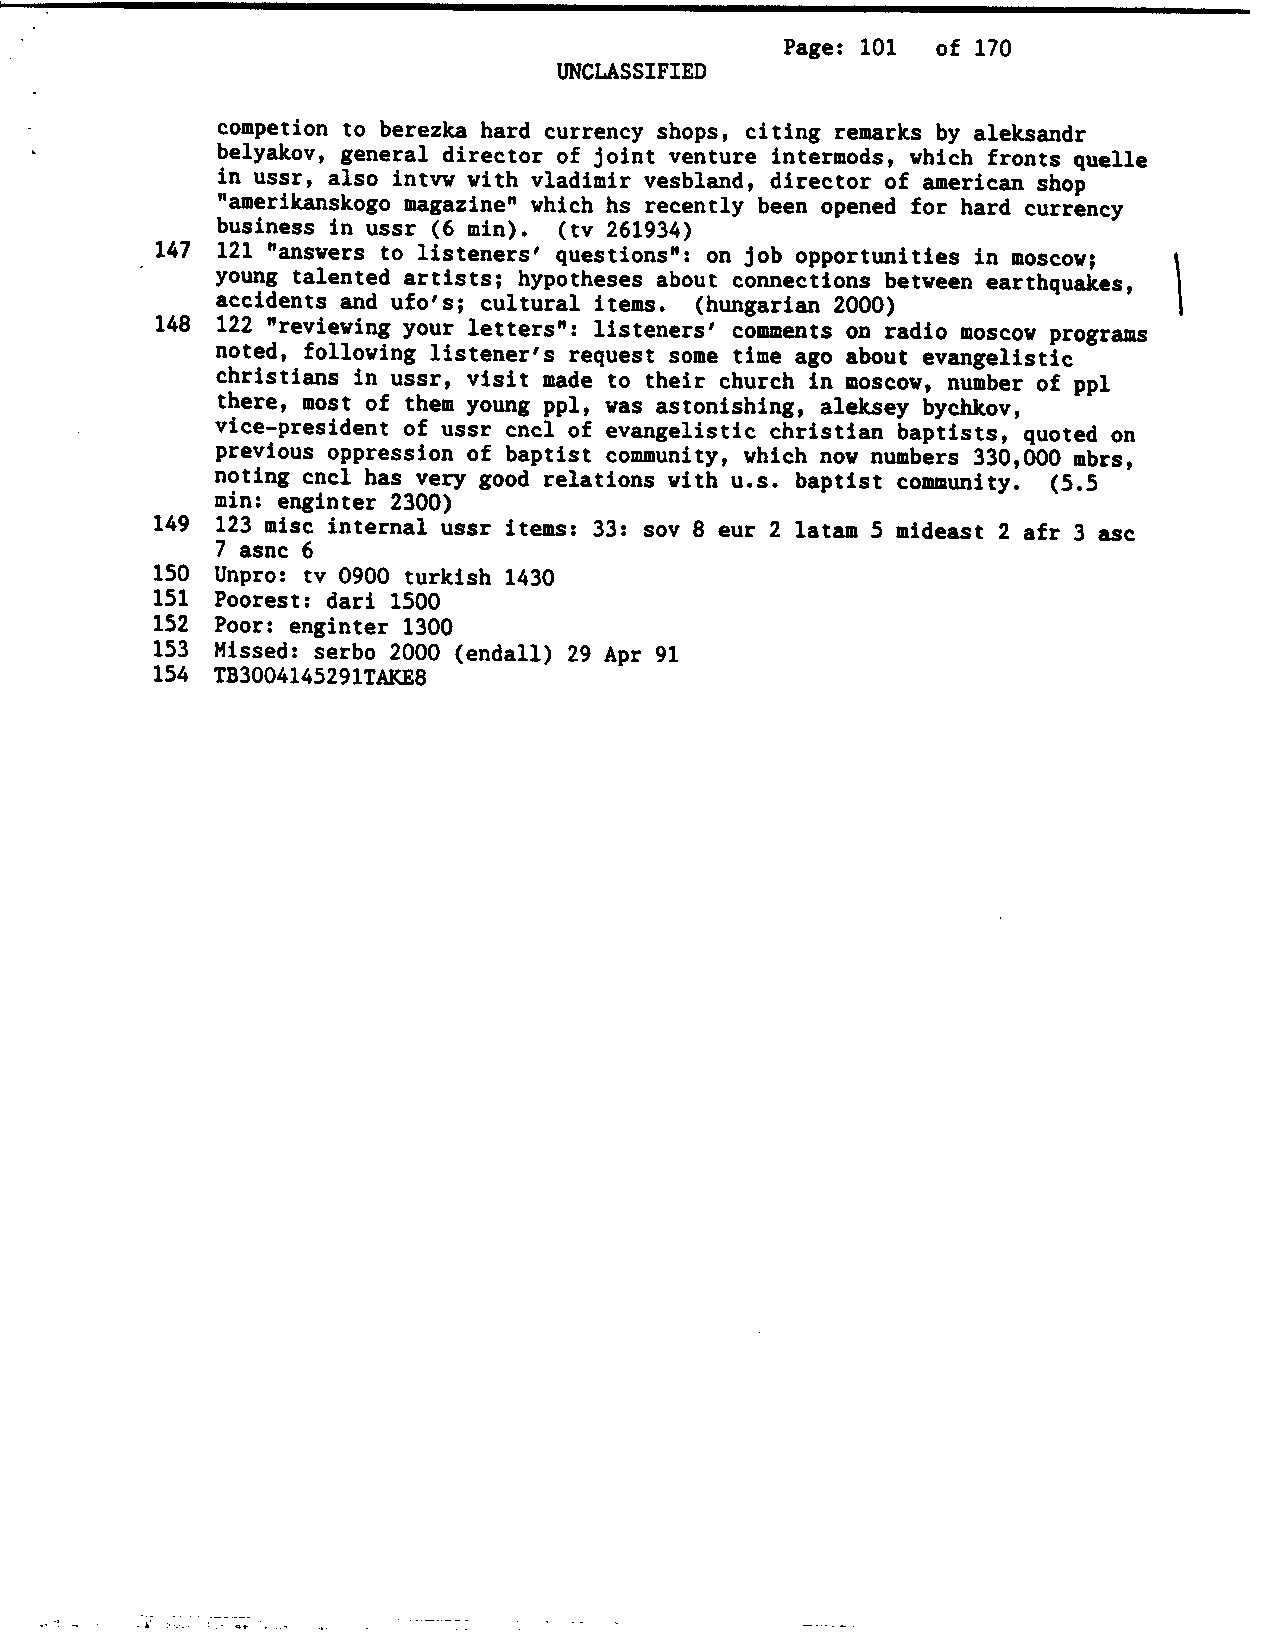 Page: 101 of 170
UNCLASSIFIED
competion to berezka hard currency shops, citing remarks by aleksandr
belyakov, general director of joint venture intermods, which fronts quelle
in ussr, also intvw with vladimir vesbland, director of american shop
"amerikanskogo magazine" which hs recently been opened for hard currency
business in ussr (6 min). (tv 261934)
147 121 "answers to listeners' questions": on job opportunities in moscow;
young talented artists; hypotheses about connections between earthquakes,
accidents and ufo's; cultural items. (hungarian 2000)
148 122 "reviewing your letters": listeners' comments on radio moscow programs
noted, following listener's request some time ago about evangelistic
christians in ussr, visit made to their church in moscow, number of ppl
there, most of them young ppl, was astonishing, aleksey bychkov,
vice-president of ussr cncl of evangelistic christian baptists, quoted on
previous oppression of baptist community, which now numbers 330,000 mbrs,
noting cncl has very good relations with u.s. baptist community. (5.5
min: enginter 2300)
149 123 misc internal ussr items: 33: sov 8 eur 2 latam 5 mideast 2 afr 3 asc
7 asnc 6
150 Unpro: tv 0900 turkish 1430
151 Poorest: dari 1500
152 Poor: enginter 1300
153 Missed: serbo 2000 (endall) 29 Apr 91
154 TB3004145291TAKE8